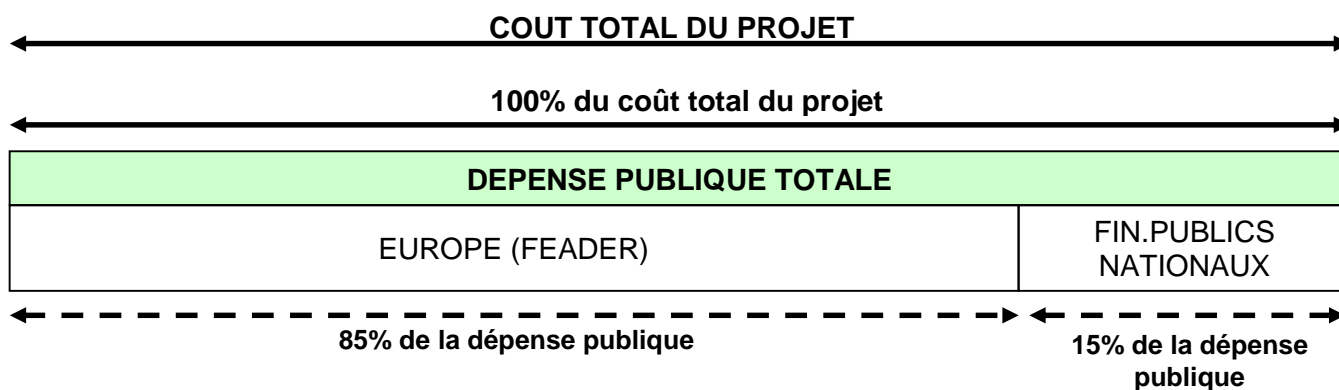 COUT TOTAL DU PROJET
100% du coût total du projet
DEPENSE PUBLIQUE TOTALE
EUROPE (FEADER)
FIN.PUBLICS
NATIONAUX
85% de la dépense publique
15% de la dépense
publique